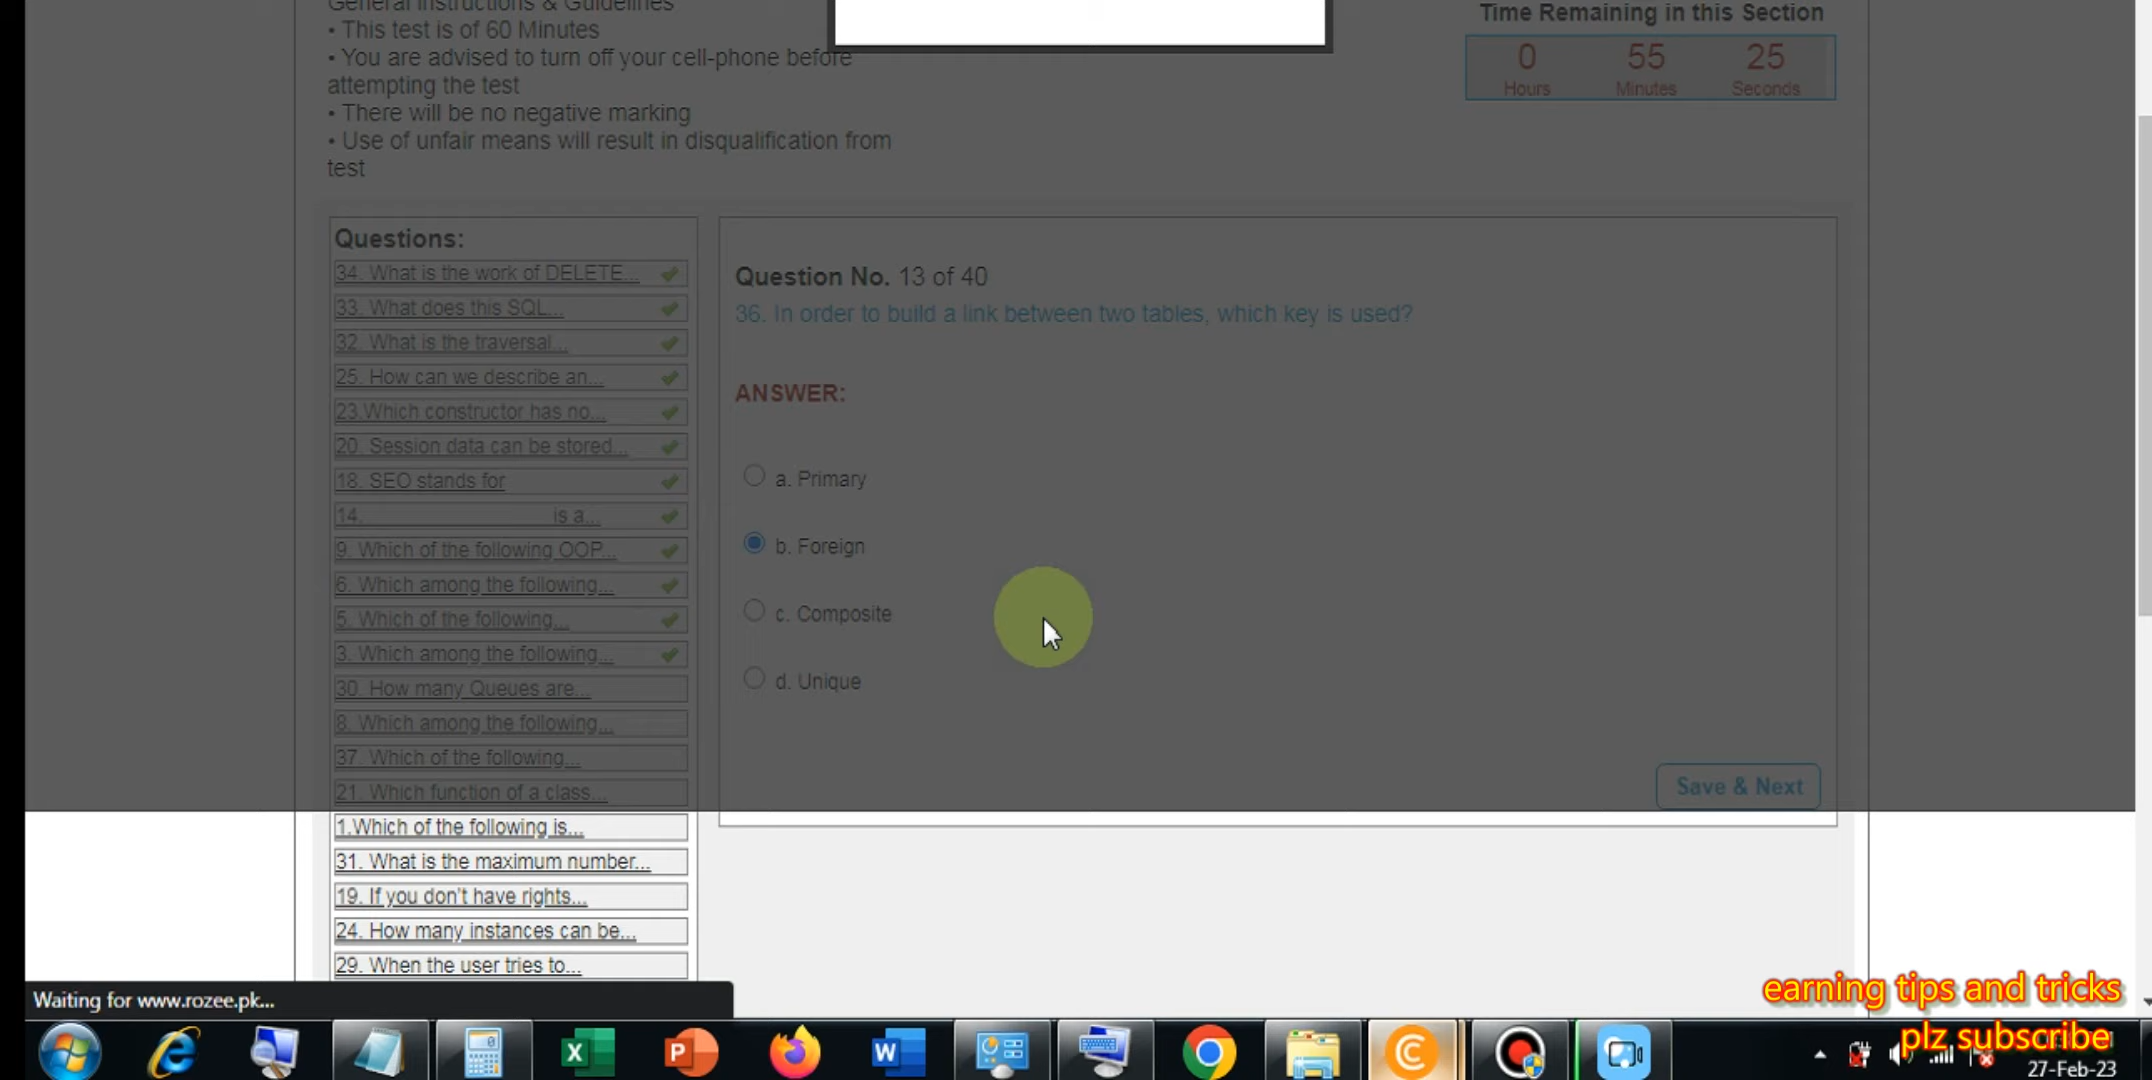 General Instructions & Guidelines
• This test is of 60 Minutes
• You are advised to turn off your cell-phone before
attempting the test
• There will be no negative marking
• Use of unfair means will result in disqualification from
test
Time Remaining in this Section
0 55 25
Hours Minutes Seconds
Questions:
34. What is the work of DELETE...
33. What does this SQL...
32. What is the traversal...
25. How can we describe an...
23.Which constructor has no...
20. Session data can be stored...
18. SEO stands for
14. ________________ is a...
9. Which of the following OOP...
6. Which among the following...
5. Which of the following...
3. Which among the following...
30. How many Queues are...
8. Which among the following...
37. Which of the following...
21. Which function of a class...
1.Which of the following is...
31. What is the maximum number...
19. If you don't have rights...
24. How many instances can be...
29. When the user tries to...
Question No. 13 of 40
36. In order to build a link between two tables, which key is used?
ANSWER:
a. Primary
b. Foreign
c. Composite
d. Unique
Save & Next
Waiting for www.rozee.pk...
earning tips and tricks
plz subscribe
27-Feb-23